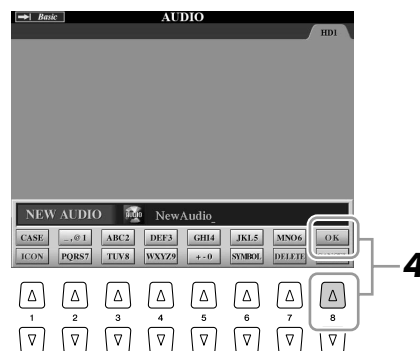 Basic
AUDIO
HD1
NEW AUDIO audio NewAudio_
CASE _,@1 ABC2 DEF3 GHI4 JKL5 MNO6 OK
ICON PQRS7 TUV8 WXYZ9 +-0 SYMBOL DELETE
4
1 2 3 4 5 6 7 8